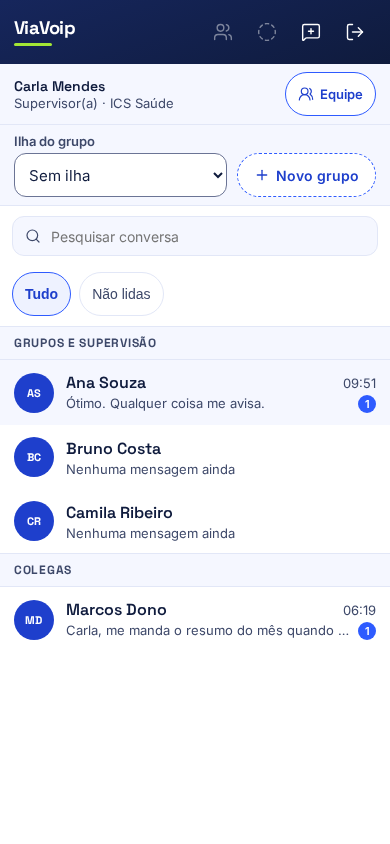 ViaVoip
Carla Mendes
Supervisor(a) · ICS Saúde
Equipe
Ilha do grupo
Sem ilha
+ Novo grupo
Pesquisar conversa
Tudo
Não lidas
GRUPOS E SUPERVISÃO
AS
Ana Souza
09:51
Ótimo. Qualquer coisa me avisa.
1
BC
Bruno Costa
Nenhuma mensagem ainda
CR
Camila Ribeiro
Nenhuma mensagem ainda
COLEGAS
MD
Marcos Dono
06:19
Carla, me manda o resumo do mês quando ...
1